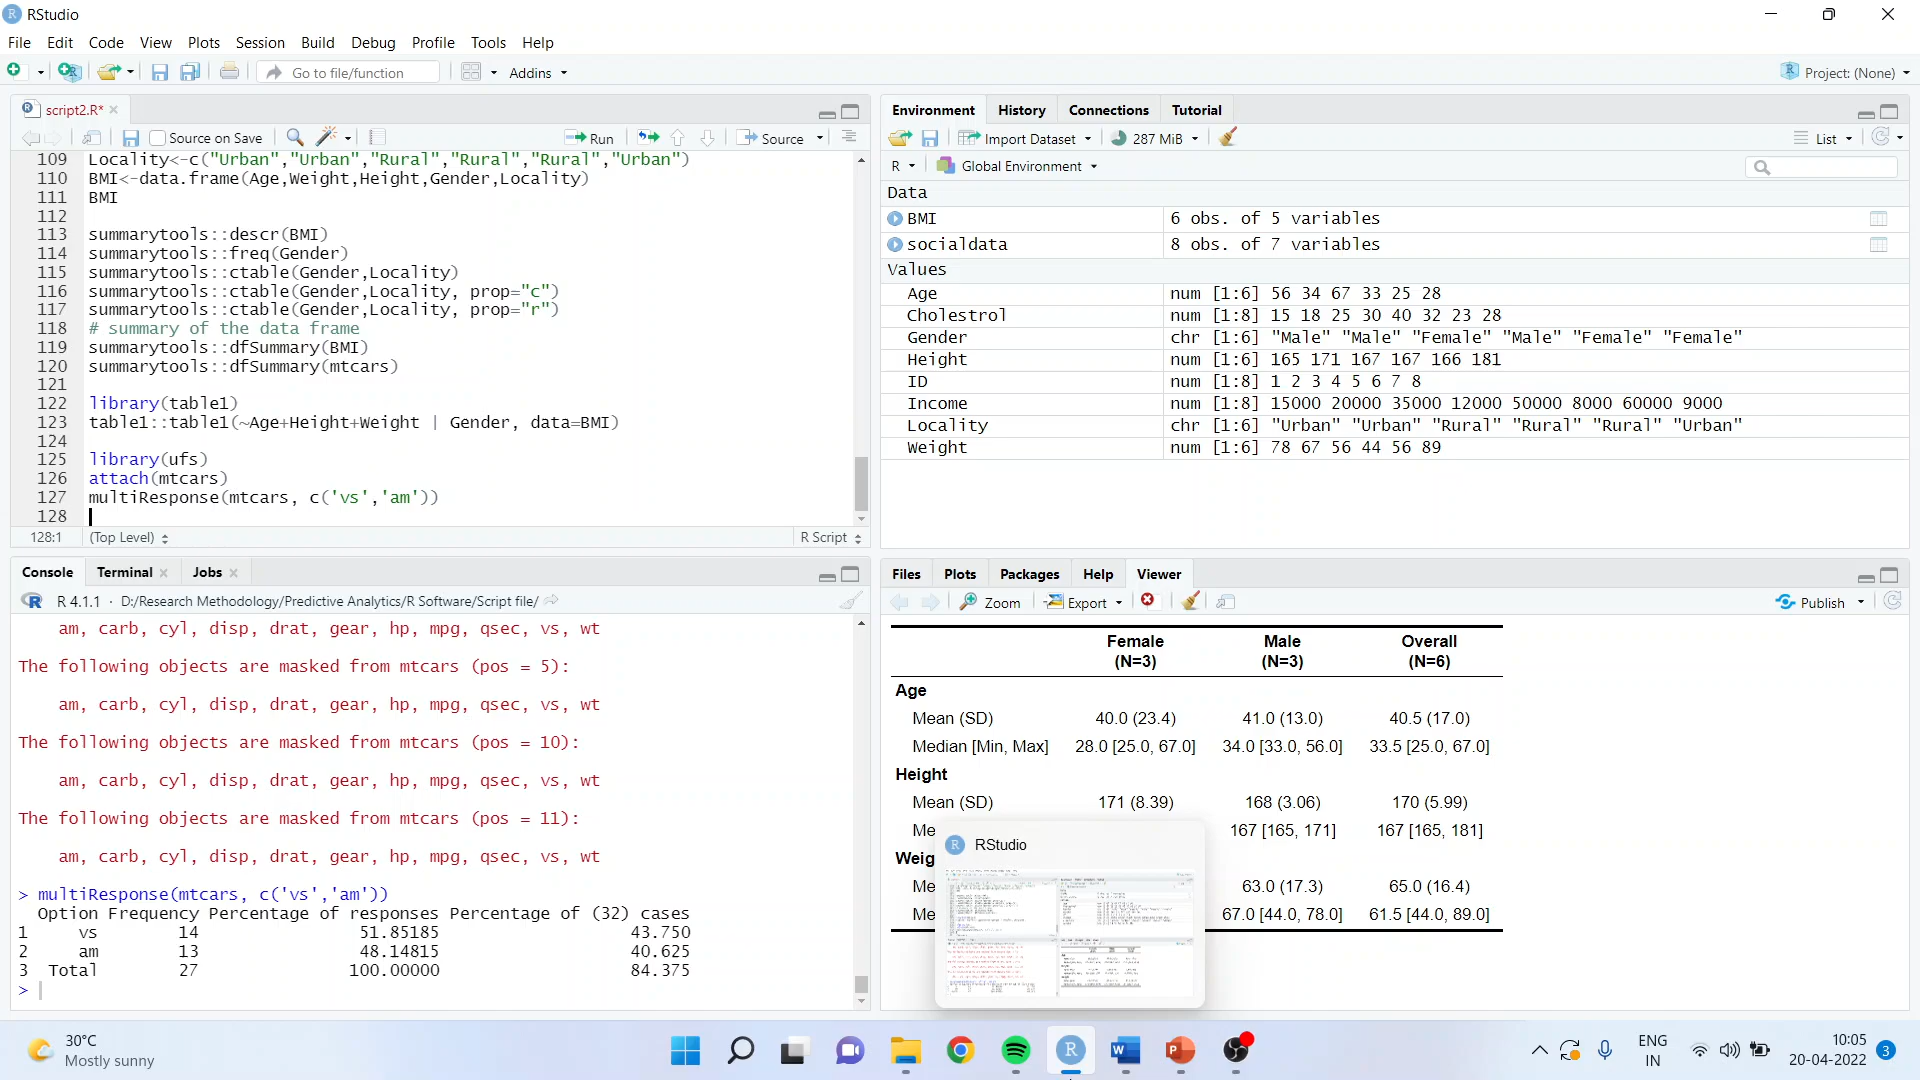 RStudio
File Edit Code View Plots Session Build Debug Profile Tools Help
Go to file/function Addins Project: (None)
script2.R*
Source on Save Run Source
109 Locality<-c("Urban","Urban","Rural","Rural","Rural","Urban")
110 BMI<-data.frame(Age,Weight,Height,Gender,Locality)
111 BMI
112
113 summarytools::descr(BMI)
114 summarytools::freq(Gender)
115 summarytools::ctable(Gender,Locality)
116 summarytools::ctable(Gender,Locality, prop="c")
117 summarytools::ctable(Gender,Locality, prop="r")
118 # summary of the data frame
119 summarytools::dfSummary(BMI)
120 summarytools::dfSummary(mtcars)
121
122 library(table1)
123 table1::table1(~Age+Height+Weight | Gender, data=BMI)
124
125 library(ufs)
126 attach(mtcars)
127 multiResponse(mtcars, c('vs','am'))
128
128:1 (Top Level) R Script
Console Terminal Jobs
R 4.1.1 · D:/Research Methodology/Predictive Analytics/R Software/Script file/
am, carb, cyl, disp, drat, gear, hp, mpg, qsec, vs, wt
The following objects are masked from mtcars (pos = 5):
am, carb, cyl, disp, drat, gear, hp, mpg, qsec, vs, wt
The following objects are masked from mtcars (pos = 10):
am, carb, cyl, disp, drat, gear, hp, mpg, qsec, vs, wt
The following objects are masked from mtcars (pos = 11):
am, carb, cyl, disp, drat, gear, hp, mpg, qsec, vs, wt
> multiResponse(mtcars, c('vs','am'))
Option Frequency Percentage of responses Percentage of (32) cases
1 vs 14 51.85185 43.750
2 am 13 48.14815 40.625
3 Total 27 100.00000 84.375
>
Environment History Connections Tutorial
Import Dataset 287 MiB List
R Global Environment
Data
BMI 6 obs. of 5 variables
socialdata 8 obs. of 7 variables
Values
Age num [1:6] 56 34 67 33 25 28
Cholestrol num [1:8] 15 18 25 30 40 32 23 28
Gender chr [1:6] "Male" "Male" "Female" "Male" "Female" "Female"
Height num [1:6] 165 171 167 167 166 181
ID num [1:8] 1 2 3 4 5 6 7 8
Income num [1:8] 15000 20000 35000 12000 50000 8000 60000 9000
Locality chr [1:6] "Urban" "Urban" "Rural" "Rural" "Rural" "Urban"
Weight num [1:6] 78 67 56 44 56 89
Files Plots Packages Help Viewer
Zoom Export Publish
Female Male Overall
(N=3) (N=3) (N=6)
Age
Mean (SD) 40.0 (23.4) 41.0 (13.0) 40.5 (17.0)
Median [Min, Max] 28.0 [25.0, 67.0] 34.0 [33.0, 56.0] 33.5 [25.0, 67.0]
Height
Mean (SD) 171 (8.39) 168 (3.06) 170 (5.99)
Me 167 [165, 171] 167 [165, 181]
Weig
Me 63.0 (17.3) 65.0 (16.4)
Me 67.0 [44.0, 78.0] 61.5 [44.0, 89.0]
RStudio
30°C
Mostly sunny
ENG
IN
10:05
20-04-2022
3